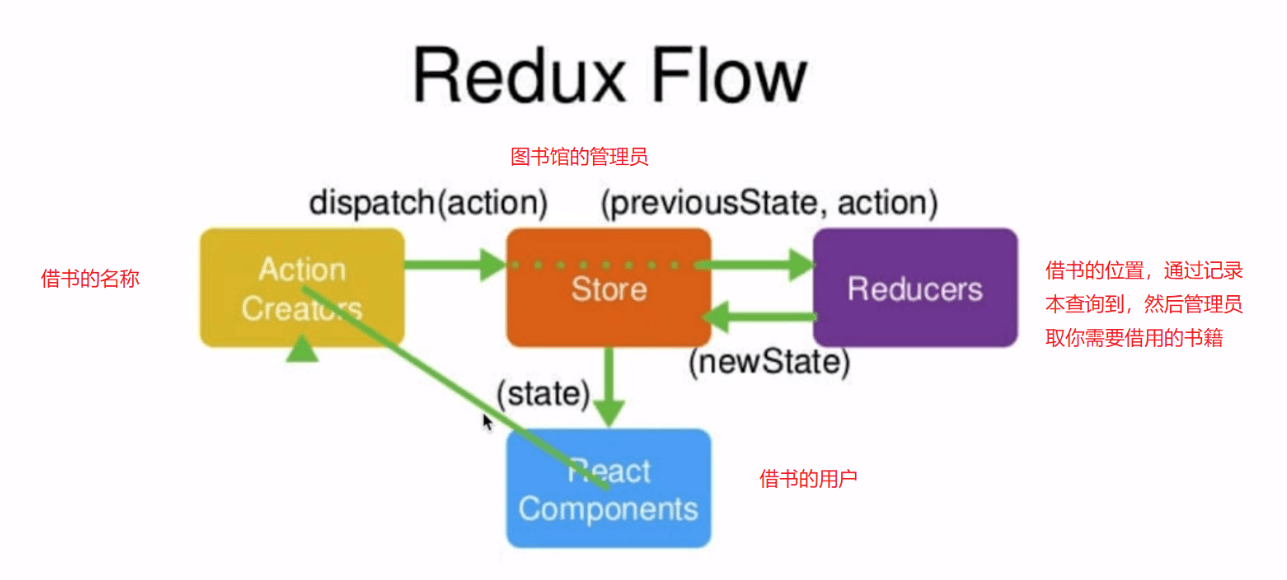 Redux Flow
图书馆的管理员
dispatch(action)
(previousState, action)
借书的名称
Action
Creators
Store
Reducers
借书的位置，通过记录
本查询到，然后管理员
取你需要借用的书籍
(newState)
(state)
React
Components
借书的用户